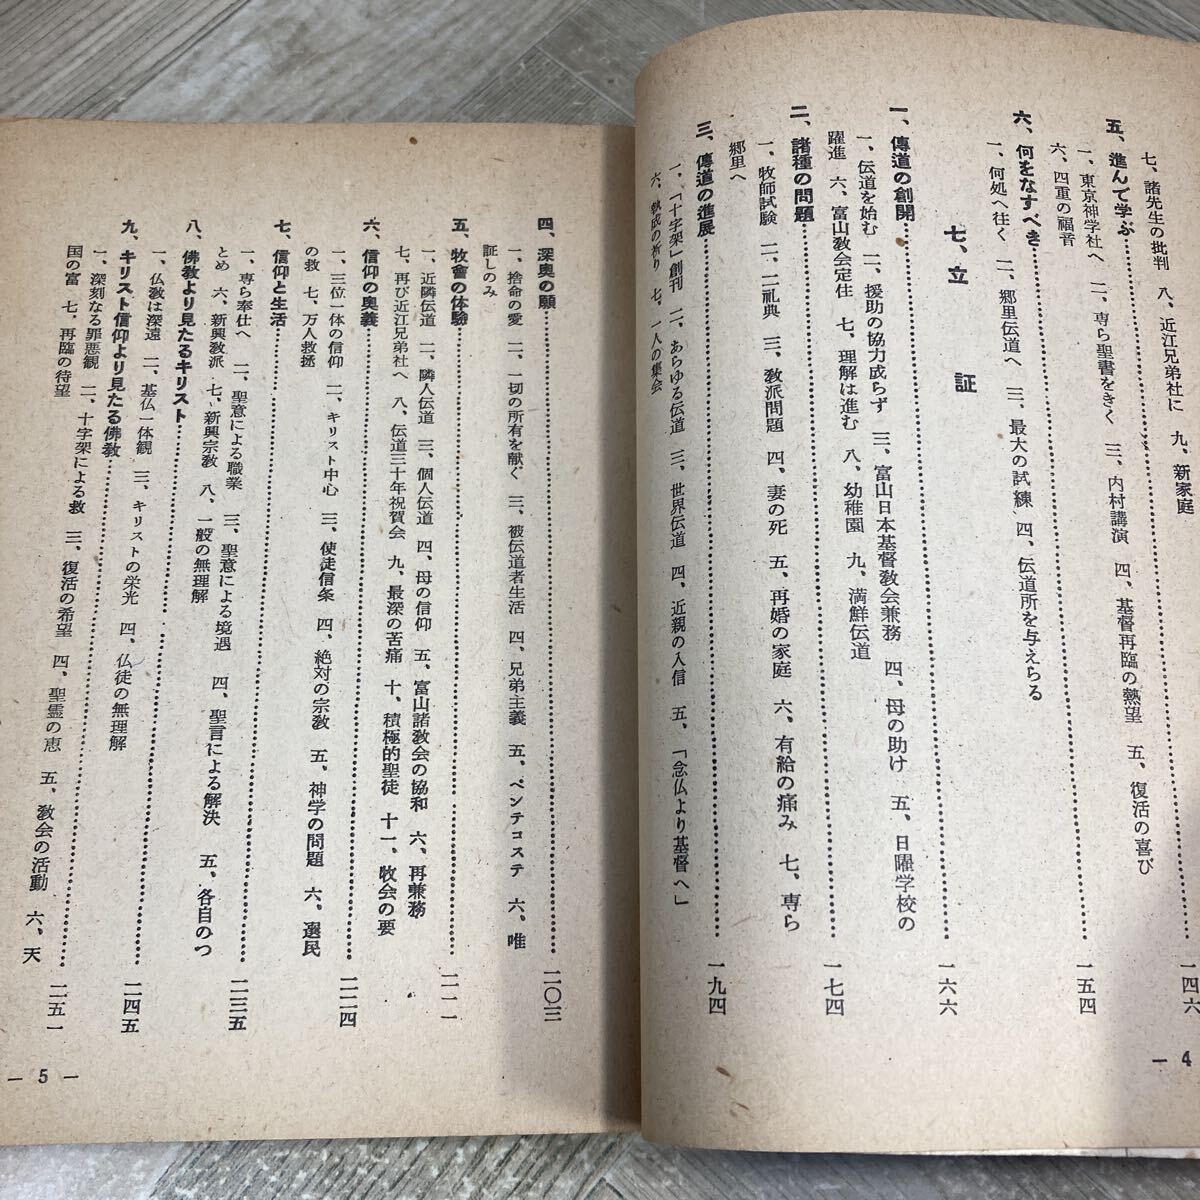 七、諸先生の批判　八、近江兄弟社に　九、新家庭
五、進んで学ぶ……一四六
一、東京神学社へ　二、専ら聖書をきく　三、内村講演　四、基督再臨の熱望　五、復活の喜び
六、四重の福音
六、何をなすべき……一五四
一、何処へ往く　二、郷里伝道へ　三、最大の試練　四、伝道所を与えらる
七、立　証
一、傳道の創開……一六六
一、伝道を始む　二、援助の協力成らず　三、富山日本基督教会兼務　四、母の助け　五、日曜学校の
躍進　六、富山教会定住　七、理解は進む　八、幼稚園　九、満鮮伝道
二、諸種の問題……一七四
一、牧師試験　二、二礼典　三、教派問題　四、妻の死　五、再婚の家庭　六、有給の痛み　七、専ら
郷里へ
三、傳道の進展……一九四
一、「十字架」創刊　二、あらゆる伝道　三、世界伝道　四、近親の入信　五、「念仏より基督へ」
六、執成の祈り　七、一人の集会
— 4
四、深奥の願……二〇三
一、捨命の愛　二、一切の所有を献ぐ　三、被伝道者生活　四、兄弟主義　五、ペンテコステ　六、唯
証しのみ
五、牧會の体験……二一一
一、近隣伝道　二、隣人伝道　三、個人伝道　四、母の信仰　五、富山諸教会の協和　六、再兼務
七、再び近江兄弟社へ　八、伝道三十年祝賀会　九、最深の苦痛　十、積極的聖徒　十一、牧会の要
六、信仰の奥義……二二四
一、三位一体の信仰　二、キリスト中心　三、使徒信条　四、絶対の宗教　五、神学の問題　六、選民
の救　七、万人救拯
七、信仰と生活……二三五
一、専ら奉仕へ　二、聖意による職業　三、聖意による境遇　四、聖言による解決　五、各自のつ
とめ　六、新興教派　七、新興宗教　八、一般の無理解
八、佛教より見たるキリスト……二四五
一、仏教は深遠　二、基仏一体観　三、キリストの栄光　四、仏徒の無理解
九、キリスト信仰より見たる佛教……二五一
一、深刻なる罪悪観　二、十字架による救　三、復活の希望　四、聖霊の恵　五、教会の活動　六、天
国の富　七、再臨の待望
— 5 —